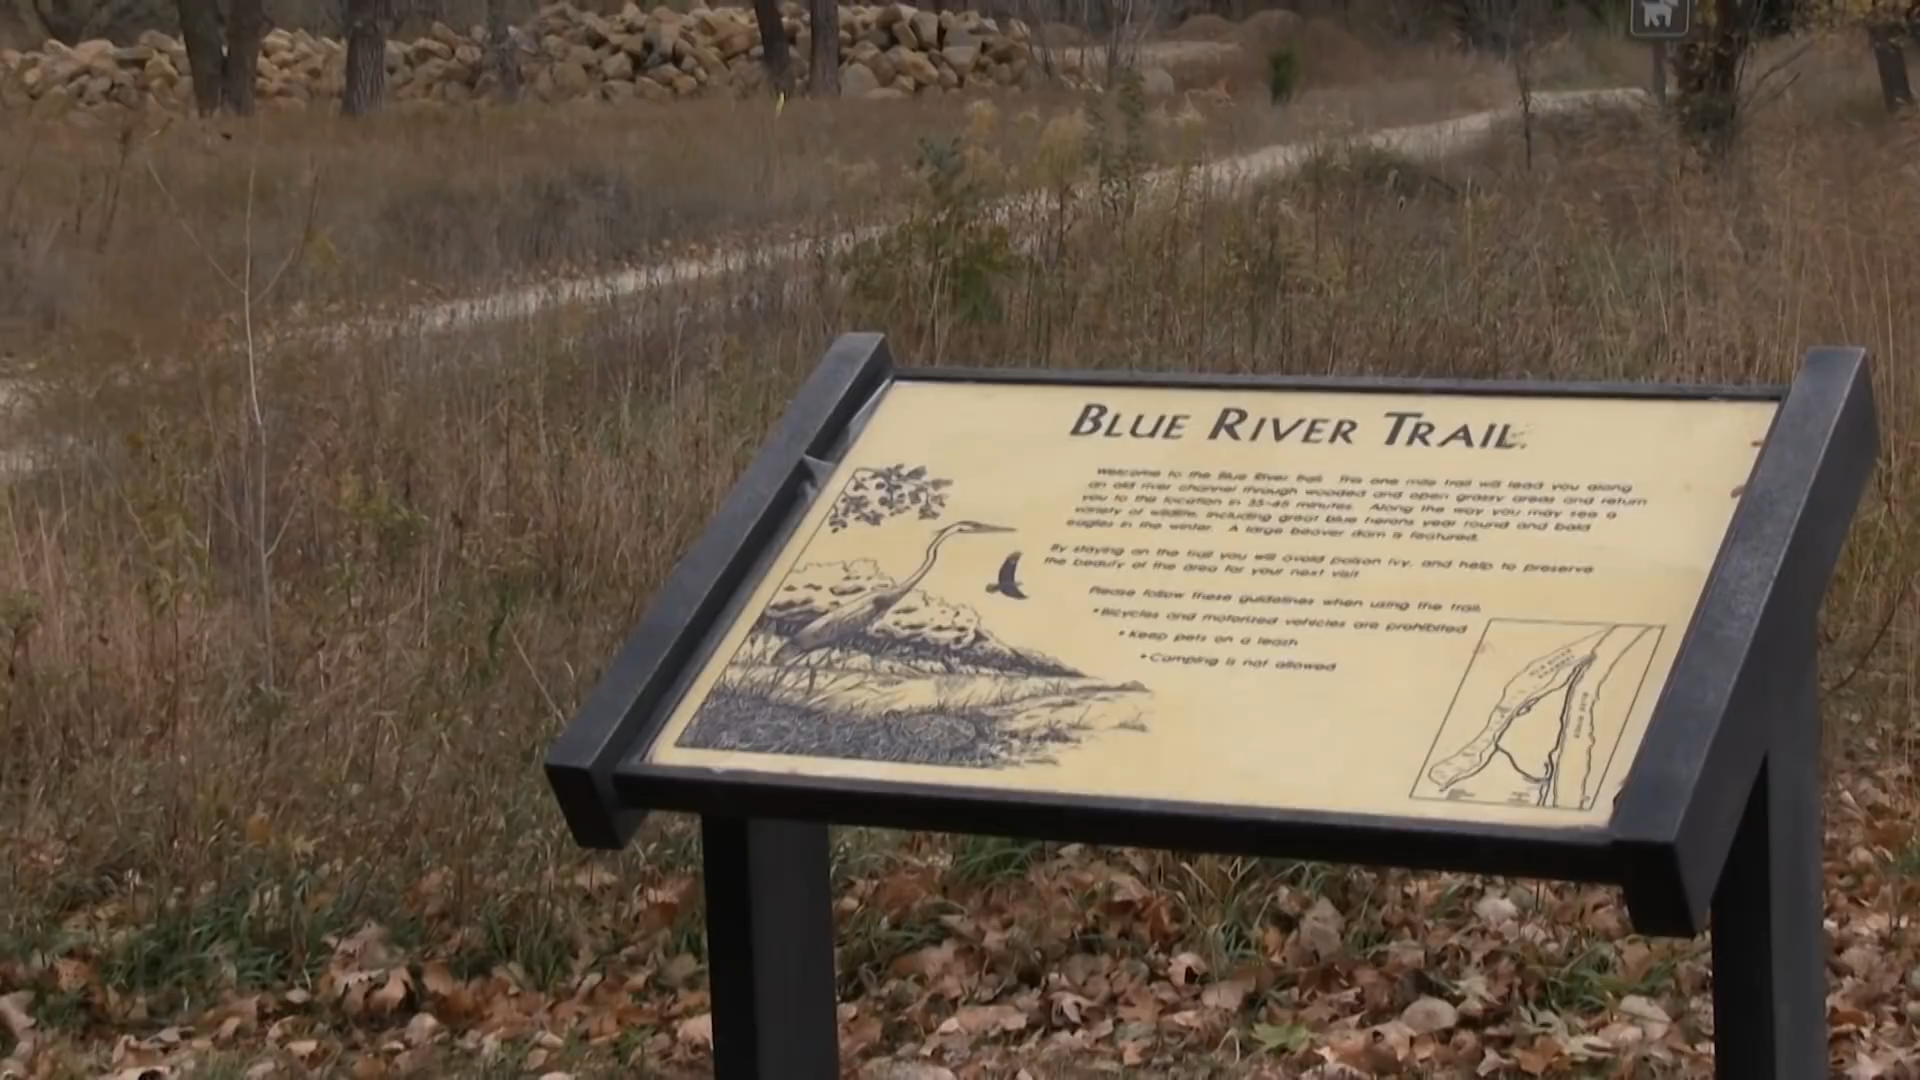 BLUE RIVER TRAIL
Welcome to the Blue River trail. This one mile trail will lead you along
an old river channel through wooded and open grassy areas and return
you to this location in 35-45 minutes. Along the way you may see a
variety of wildlife, including great blue herons year round and bald
eagles in the winter. A large beaver dam is featured.
By staying on the trail you will avoid poison ivy, and help to preserve
the beauty of the area for your next visit
Please follow these guidelines when using the trail.
• Bicycles and motorized vehicles are prohibited
• Keep pets on a leash
• Camping is not allowed
OLD RIVER
CHANNEL
BLUE RIVER